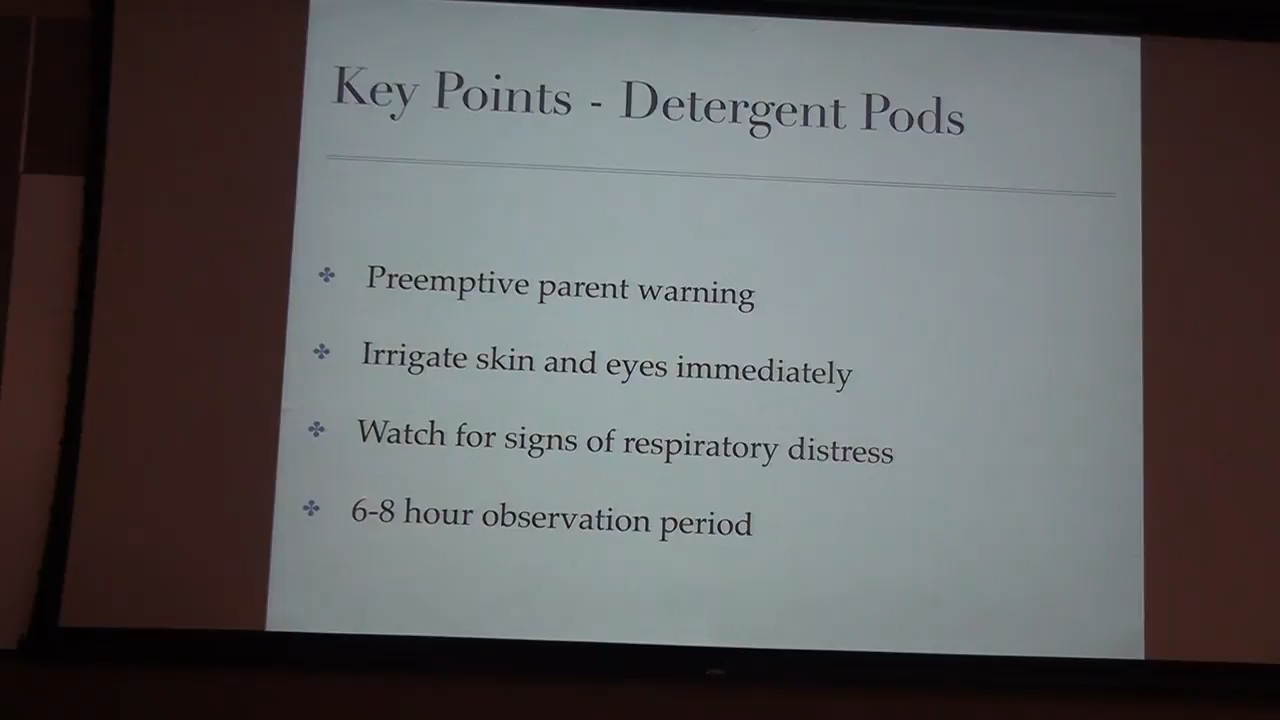 Key Points - Detergent Pods
Preemptive parent warning
Irrigate skin and eyes immediately
Watch for signs of respiratory distress
6-8 hour observation period